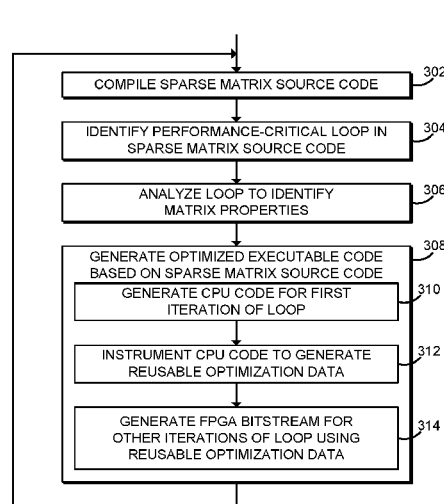 302
COMPILE SPARSE MATRIX SOURCE CODE
304
IDENTIFY PERFORMANCE-CRITICAL LOOP IN
SPARSE MATRIX SOURCE CODE
306
ANALYZE LOOP TO IDENTIFY
MATRIX PROPERTIES
308
GENERATE OPTIMIZED EXECUTABLE CODE
BASED ON SPARSE MATRIX SOURCE CODE
310
GENERATE CPU CODE FOR FIRST
ITERATION OF LOOP
312
INSTRUMENT CPU CODE TO GENERATE
REUSABLE OPTIMIZATION DATA
314
GENERATE FPGA BITSTREAM FOR
OTHER ITERATIONS OF LOOP USING
REUSABLE OPTIMIZATION DATA